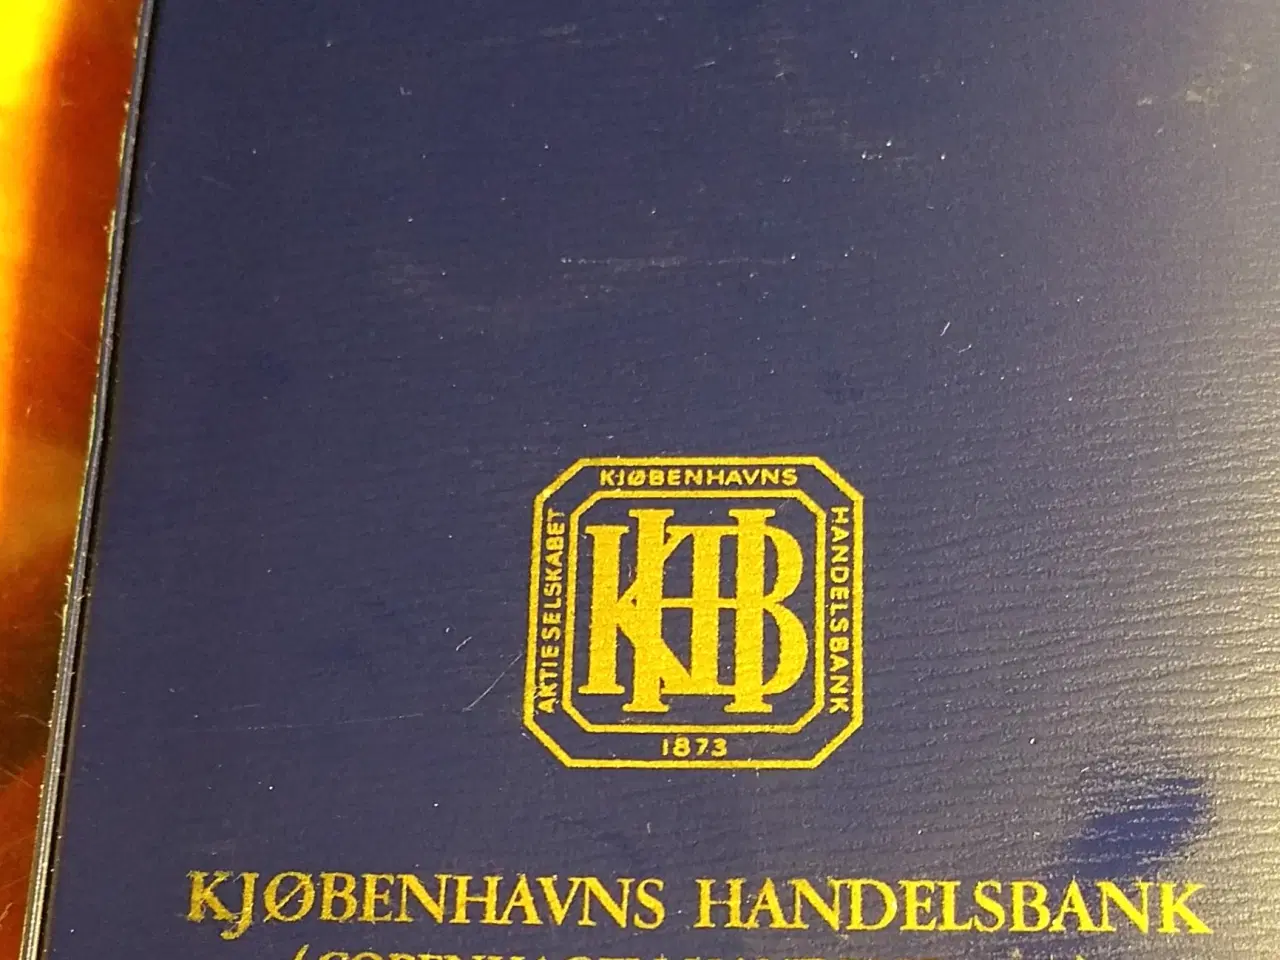 KJØBENHAVNS
AKTIESELSKABET
HANDELSBANK
KHB
1873
KJØBENHAVNS HANDELSBANK